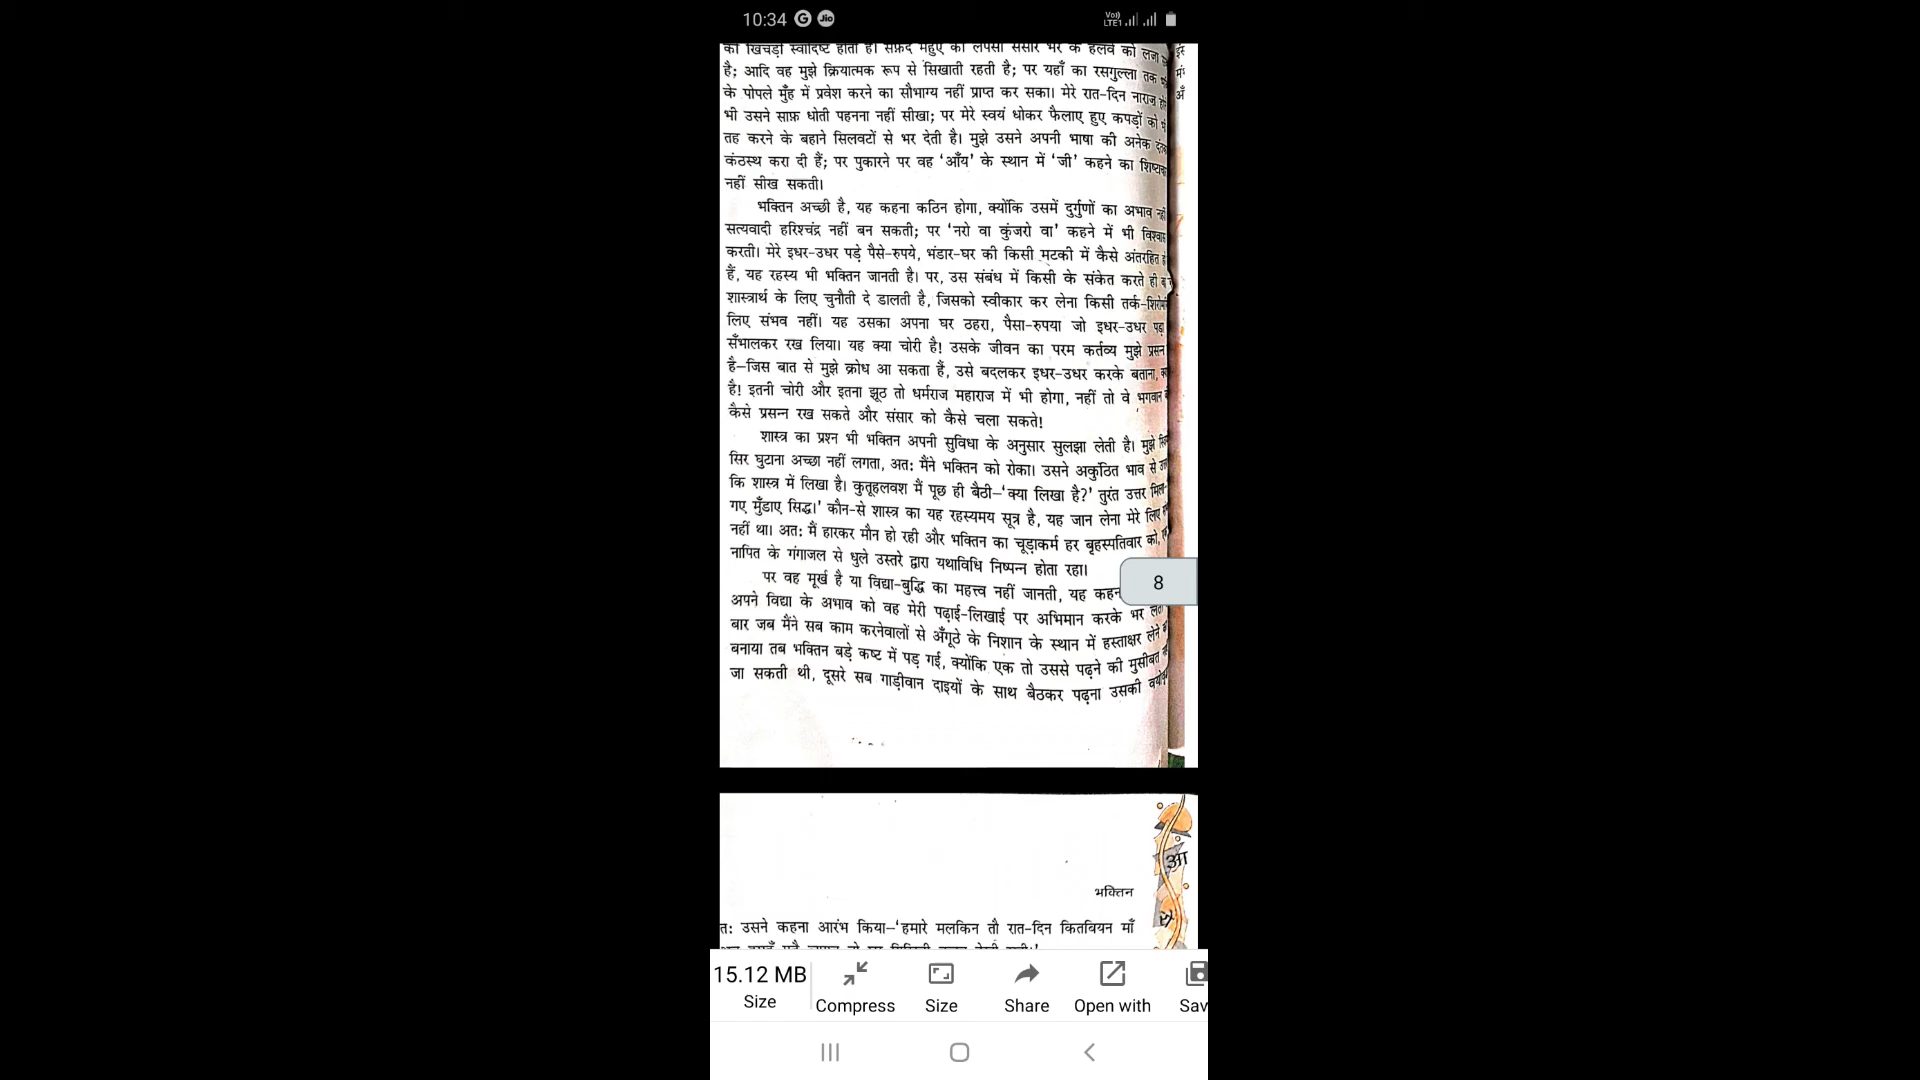 10:34
है; आदि वह मुझे क्रियात्मक रूप से सिखाती रहती है; पर यहाँ का रसगुल्ला तक
के पोपले मुँह में प्रवेश करने का सौभाग्य नहीं प्राप्त कर सका। मेरे रात-दिन नाराज़
भी उसने साफ़ धोती पहनना नहीं सीखा; पर मेरे स्वयं धोकर फैलाए हुए कपड़ों को
तह करने के बहाने सिलवटों से भर देती है। मुझे उसने अपनी भाषा की अनेक
कंठस्थ करा दी हैं; पर पुकारने पर वह ‘आँय’ के स्थान में ‘जी’ कहने का
नहीं सीख सकती।
भक्तिन अच्छी है, यह कहना कठिन होगा, क्योंकि उसमें दुर्गुणों का अभाव
सत्यवादी हरिश्चंद्र नहीं बन सकती; पर ‘नरो वा कुंजरो वा’ कहने में भी
करती। मेरे इधर-उधर पड़े पैसे-रुपये, भंडार-घर की किसी मटकी में कैसे अंतरहित
हैं, यह रहस्य भी भक्तिन जानती है। पर, उस संबंध में किसी के संकेत करते ही
शास्त्रार्थ के लिए चुनौती दे डालती है, जिसको स्वीकार कर लेना किसी
लिए संभव नहीं। यह उसका अपना घर ठहरा, पैसा-रुपया जो इधर-उधर पड़ा
सँभालकर रख लिया। यह क्या चोरी है! उसके जीवन का परम कर्तव्य मुझे प्रसन्न
है—जिस बात से मुझे क्रोध आ सकता हैं, उसे बदलकर इधर-उधर करके बताना,
है! इतनी चोरी और इतना झूठ तो धर्मराज महाराज में भी होगा, नहीं तो वे भगवान
कैसे प्रसन्न रख सकते और संसार को कैसे चला सकते!
शास्त्र का प्रश्न भी भक्तिन अपनी सुविधा के अनुसार सुलझा लेती है। मुझे
सिर घुटाना अच्छा नहीं लगता, अत: मैंने भक्तिन को रोका। उसने अकुंठित भाव से
कि शास्त्र में लिखा है। कुतूहलवश मैं पूछ ही बैठी—‘क्या लिखा है?’ तुरंत उत्तर
गए मुँडाए सिद्ध।’ कौन-से शास्त्र का यह रहस्यमय सूत्र है, यह जान लेना मेरे लिए
नहीं था। अत: मैं हारकर मौन हो रही और भक्तिन का चूड़ाकर्म हर बृहस्पतिवार को,
नापित के गंगाजल से धुले उस्तरे द्वारा यथाविधि निष्पन्न होता रहा।
पर वह मूर्ख है या विद्या-बुद्धि का महत्त्व नहीं जानती, यह
8
अपने विद्या के अभाव को वह मेरी पढ़ाई-लिखाई पर अभिमान करके भर
बार जब मैंने सब काम करनेवालों से अँगूठे के निशान के स्थान में हस्ताक्षर लेने
बनाया तब भक्तिन बड़े कष्ट में पड़ गई, क्योंकि एक तो उससे पढ़ने की मुसीबत
जा सकती थी, दूसरे सब गाड़ीवान दाइयों के साथ बैठकर पढ़ना उसकी
आ
भक्तिन
उसने कहना आरंभ किया—‘हमारे मलकिन तौ रात-दिन कितबियन माँ
15.12 MB
Size
Compress
Size
Share
Open with